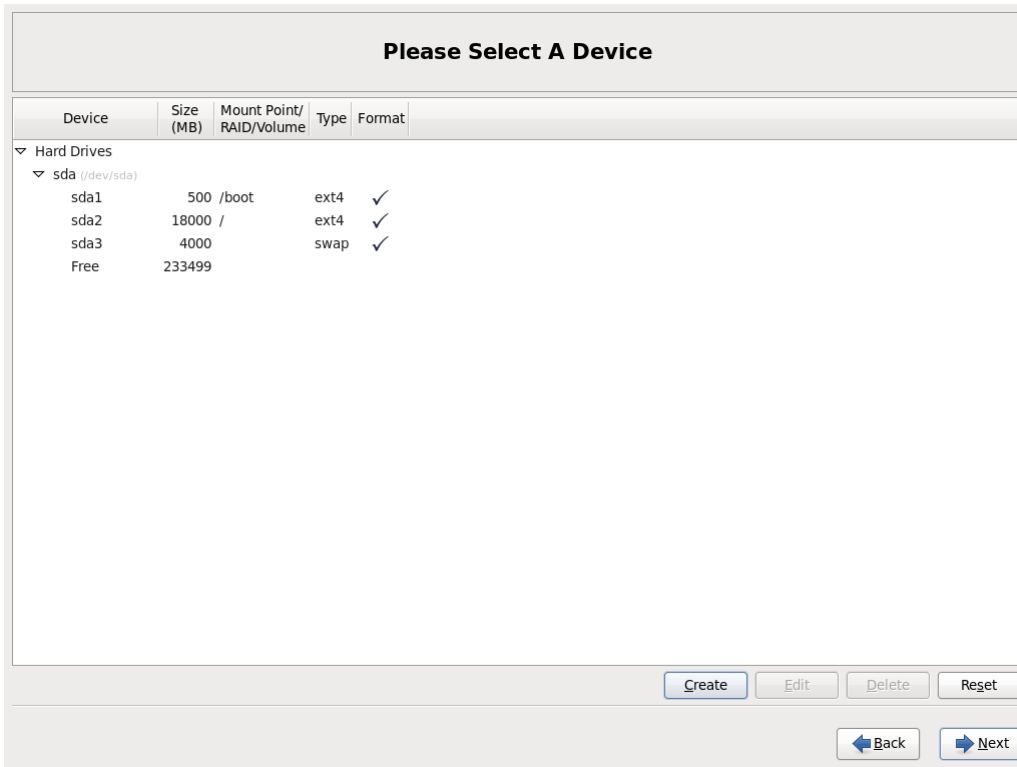 Please Select A Device
Device Size (MB) Mount Point/ RAID/Volume Type Format
Hard Drives
sda (/dev/sda)
sda1 500 /boot ext4
sda2 18000 / ext4
sda3 4000 swap
Free 233499
Create Edit Delete Reset
Back Next